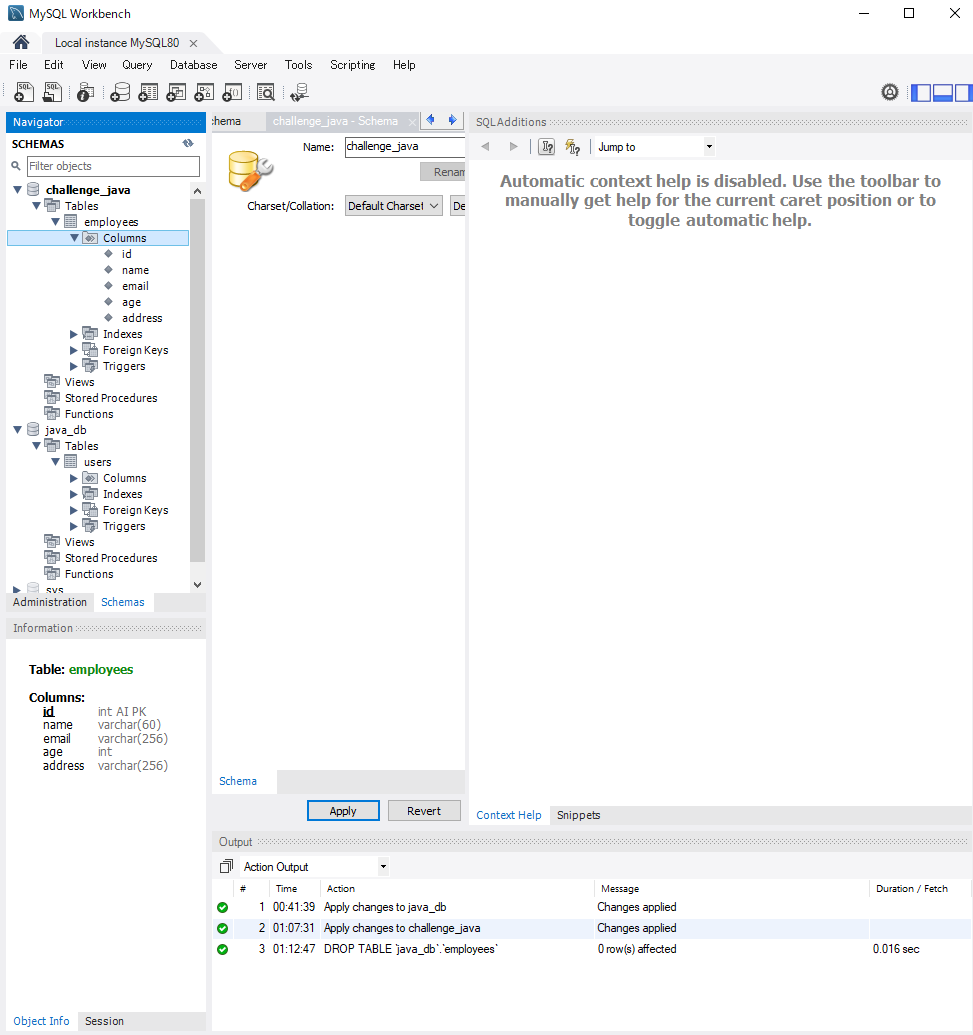 MySQL Workbench
Local instance MySQL80
File Edit View Query Database Server Tools Scripting Help
Navigator
SCHEMAS
Filter objects
challenge_java
Tables
employees
Columns
id
name
email
age
address
Indexes
Foreign Keys
Triggers
Views
Stored Procedures
Functions
java_db
Tables
users
Columns
Indexes
Foreign Keys
Triggers
Views
Stored Procedures
Functions
sys
Administration Schemas
Information
Table: employees
Columns:
id int AI PK
name varchar(60)
email varchar(256)
age int
address varchar(256)
Object Info Session
hema challenge_java - Schema
Name: challenge_java
Renam
Charset/Collation: Default Charset De
Schema
Apply Revert
SQLAdditions
Jump to
Automatic context help is disabled. Use the toolbar to
manually get help for the current caret position or to
toggle automatic help.
Context Help Snippets
Output
Action Output
# Time Action Message Duration / Fetch
1 00:41:39 Apply changes to java_db Changes applied
2 01:07:31 Apply changes to challenge_java Changes applied
3 01:12:47 DROP TABLE `java_db`.`employees` 0 row(s) affected 0.016 sec